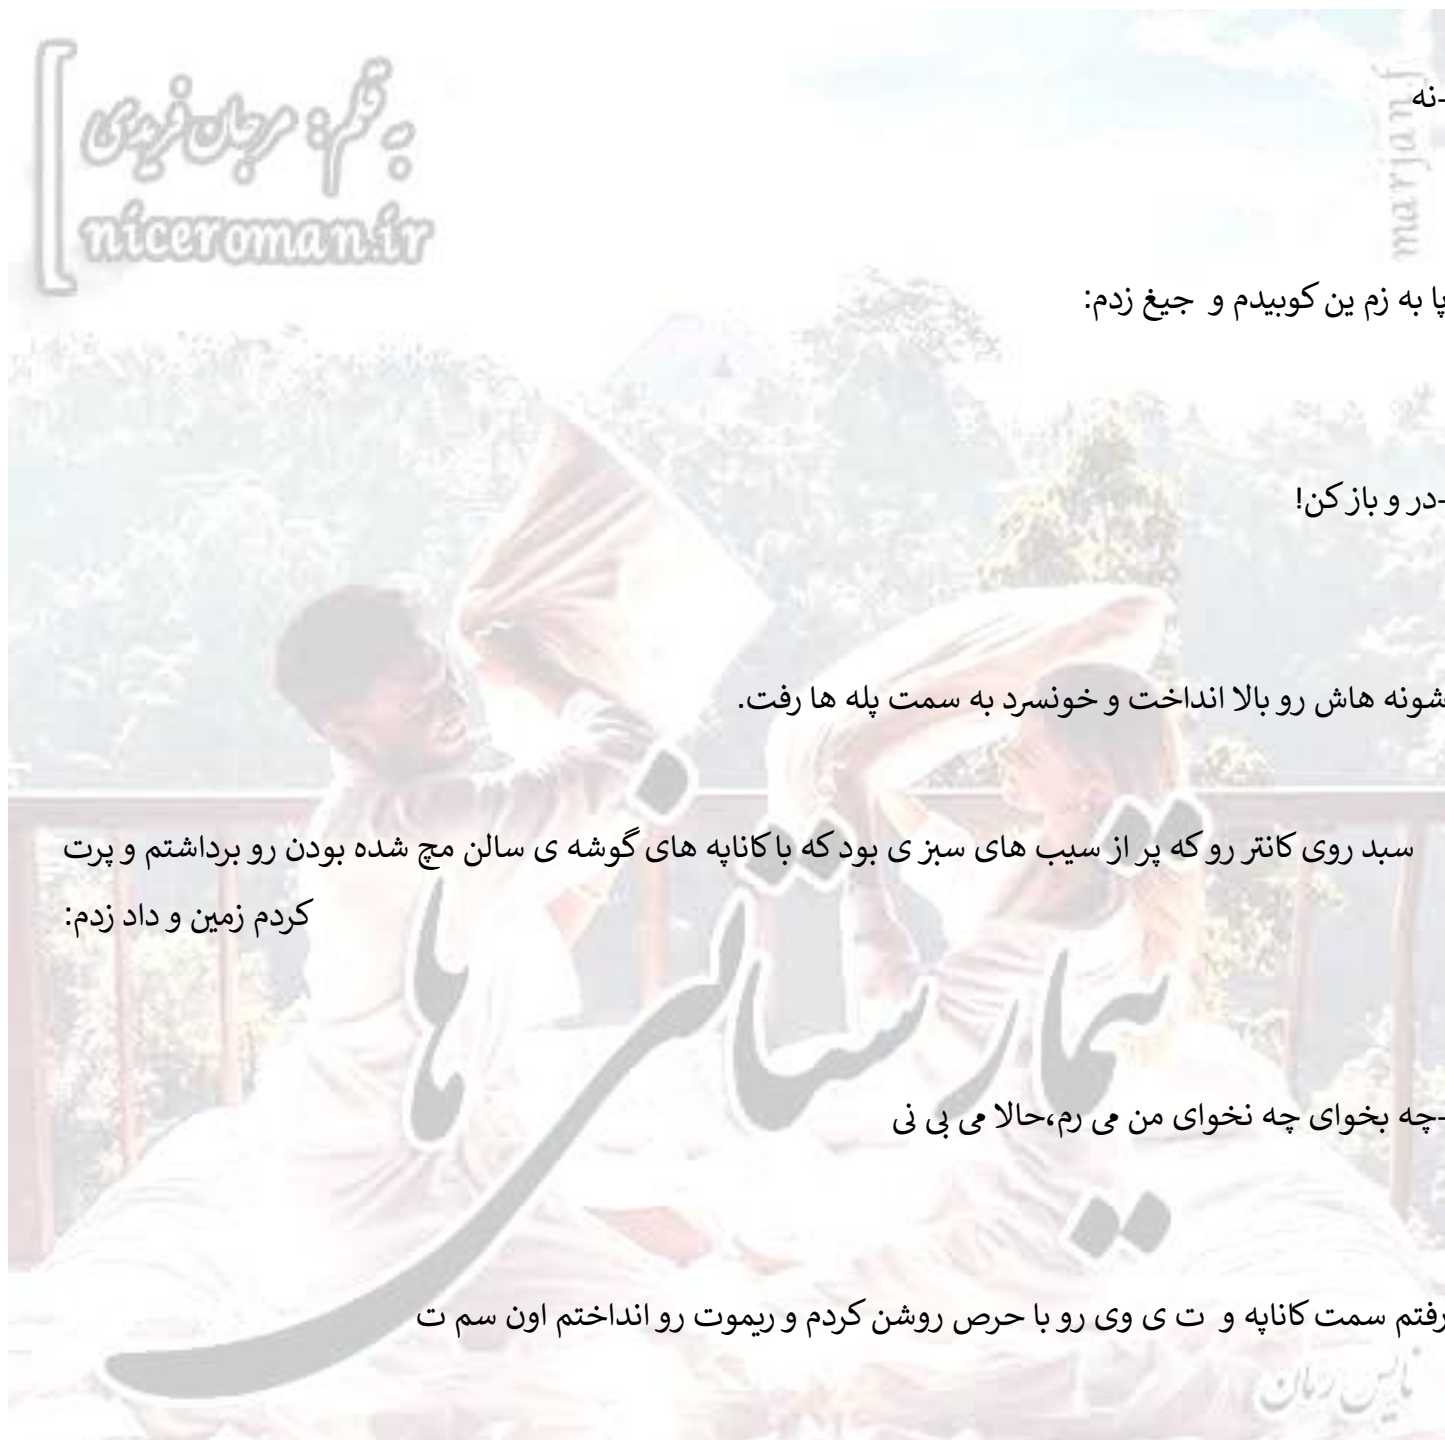 به قلم: مرجان فریدی
niceroman.ir
marjan.f
-نه
پا به زم ین کوبیدم و جیغ زدم:
-در و باز کن!
شونه هاش رو بالا انداخت و خونسرد به سمت پله ها رفت.
سبد روی کانتر رو که پر از سیب های سبز ی بود که با کاناپه های گوشه ی سالن مچ شده بودن رو برداشتم و پرت
کردم زمین و داد زدم:
تیمارستانی ها
-چه بخوای چه نخوای من می رم،حالا می بی نی
رفتم سمت کاناپه و ت ی وی رو با حرص روشن کردم و ریموت رو انداختم اون سم ت
نایس رمان